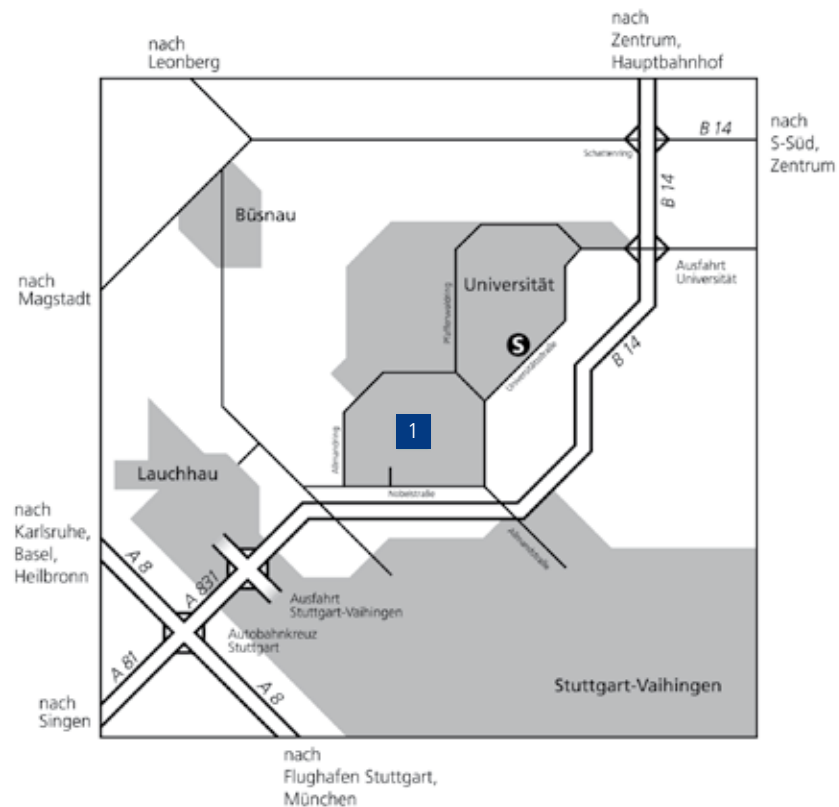 nach
Leonberg
nach
Zentrum,
Hauptbahnhof
B 14
nach
S-Süd,
Zentrum
Schattenring
B 14
Büsnau
Ausfahrt
Universität
nach
Magstadt
Universität
Pfaffenwaldring
S
Universitätsstraße
B 14
1
Allmandring
Lauchhau
Nobelstraße
nach
Karlsruhe,
Basel,
Heilbronn
Allmandstraße
A 8
A 831
Ausfahrt
Stuttgart-Vaihingen
Autobahnkreuz
Stuttgart
A 81
A 8
Stuttgart-Vaihingen
nach
Singen
nach
Flughafen Stuttgart,
München